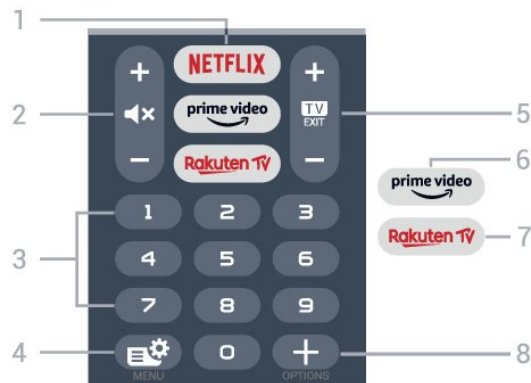 1
+ NETFLIX +
2 prime video TV 5
EXIT
6
- Rakuten TV - prime video
1 2 3
Rakuten TV 7
3 4 5 6
7 8 9
4 0 + 8
MENU OPTIONS